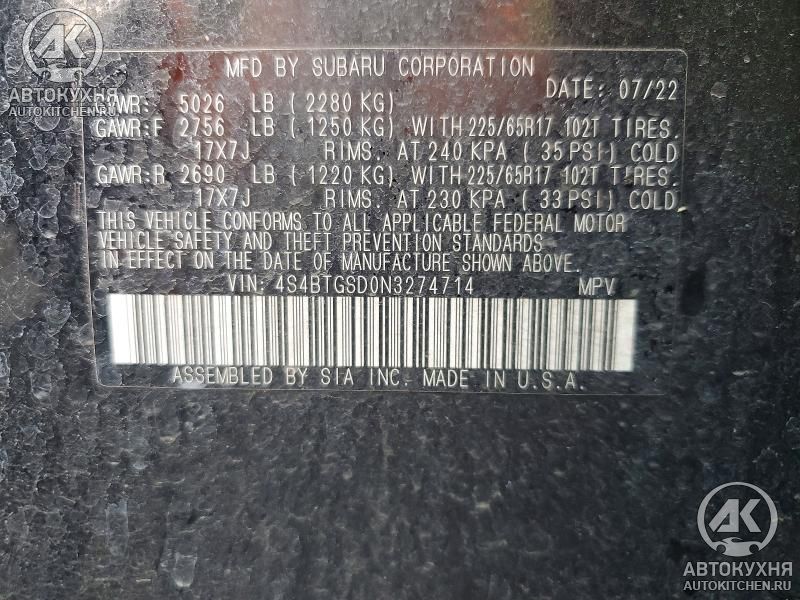 АК
АВТОКУХНЯ
AUTOKITCHEN.RU
MFD BY SUBARU CORPORATION
DATE: 07/22
GVWR: 5026 LB ( 2280 KG)
GAWR:F 2756 LB ( 1250 KG) WITH 225/65R17 102T TIRES.
17X7J RIMS. AT 240 KPA ( 35 PSI) COLD
GAWR:R 2690 LB ( 1220 KG) WITH 225/65R17 102T TIRES.
17X7J RIMS. AT 230 KPA ( 33 PSI) COLD.
THIS VEHICLE CONFORMS TO ALL APPLICABLE FEDERAL MOTOR
VEHICLE SAFETY AND THEFT PREVENTION STANDARDS
IN EFFECT ON THE DATE OF MANUFACTURE SHOWN ABOVE.
VIN: 4S4BTGSD0N3274714 MPV
ASSEMBLED BY SIA INC. MADE IN U.S.A.
АК
АВТОКУХНЯ
AUTOKITCHEN.RU